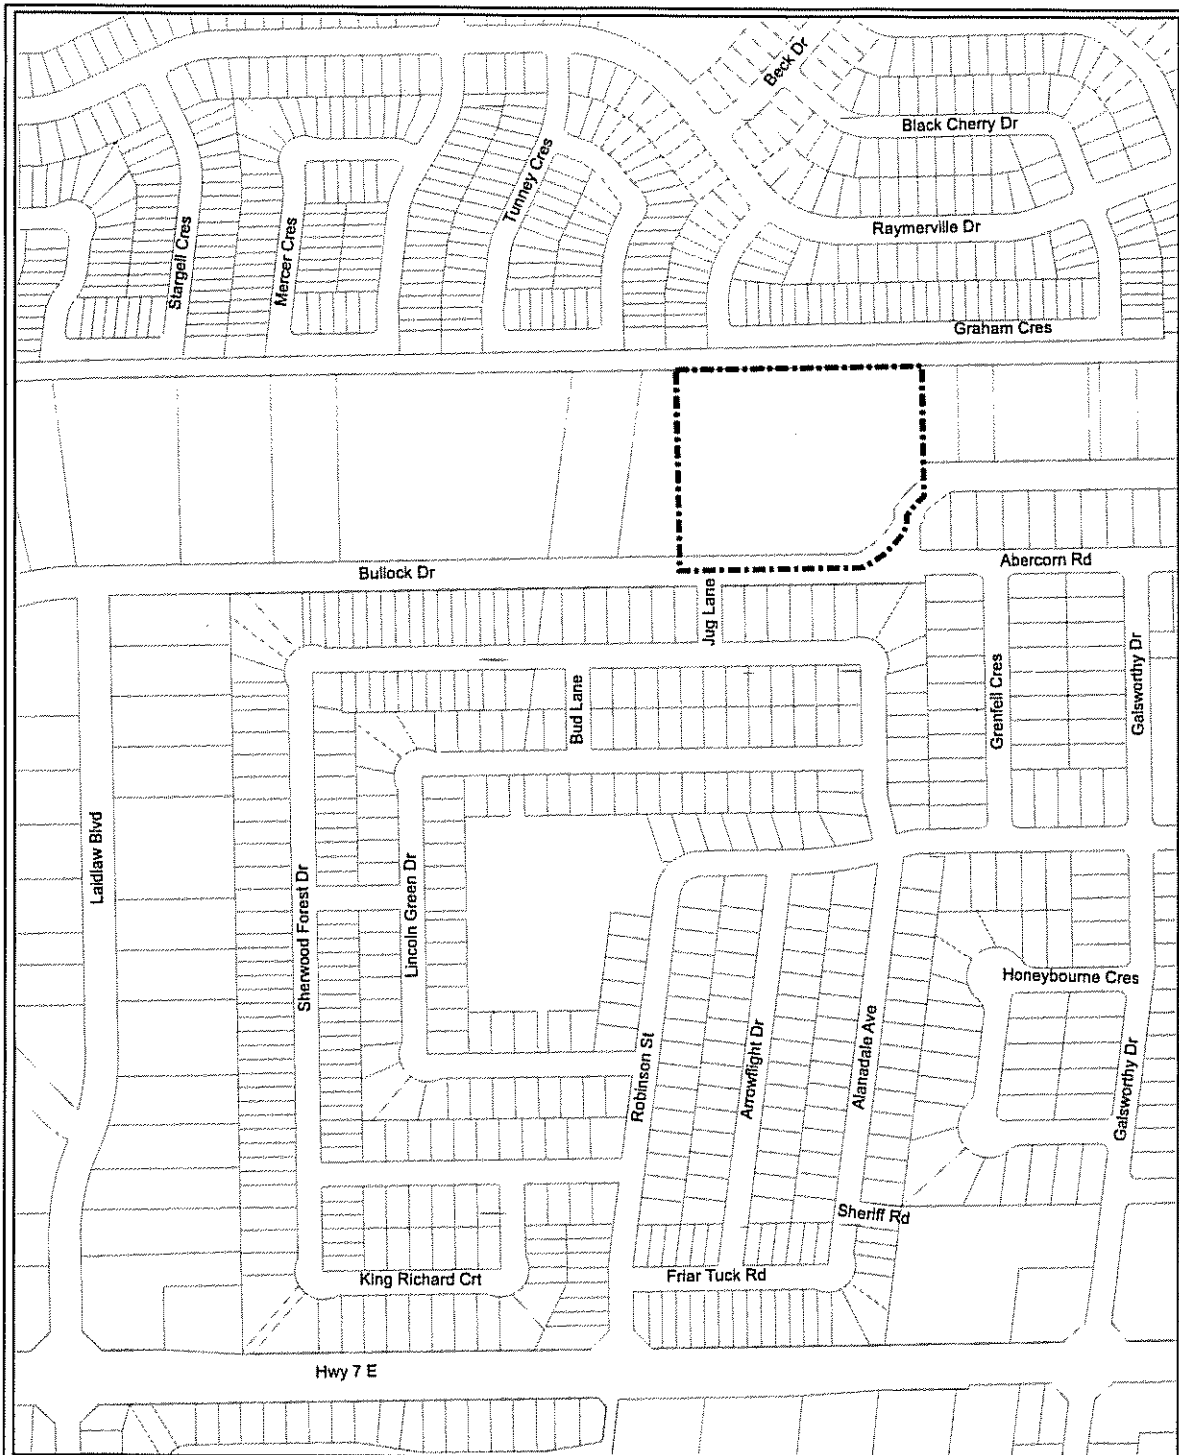 Beck Dr
Black Cherry Dr
Tunney Cres
Raymerville Dr
Stargell Cres
Mercer Cres
Graham Cres
Bullock Dr
Abercorn Rd
Jug Lane
Bud Lane
Grenfell Cres
Galsworthy Dr
Laidlaw Blvd
Sherwood Forest Dr
Lincoln Green Dr
Honeybourne Cres
Robinson St
Arrowflight Dr
Alanadale Ave
Galsworthy Dr
Sheriff Rd
King Richard Crt
Friar Tuck Rd
Hwy 7 E